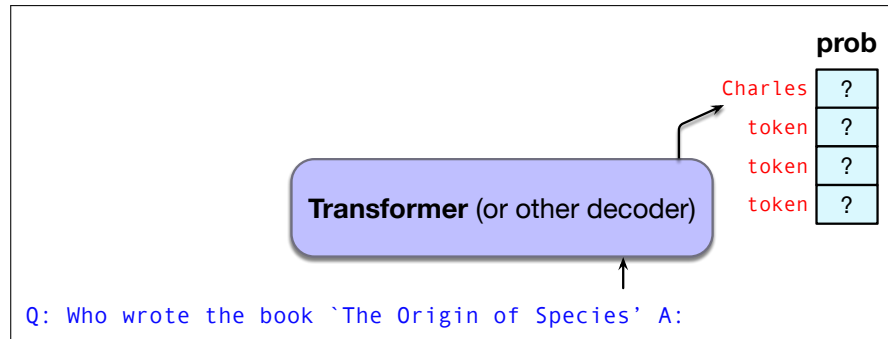 prob
Charles ?
token ?
token ?
token ?
Transformer (or other decoder)
Q: Who wrote the book `The Origin of Species’ A: